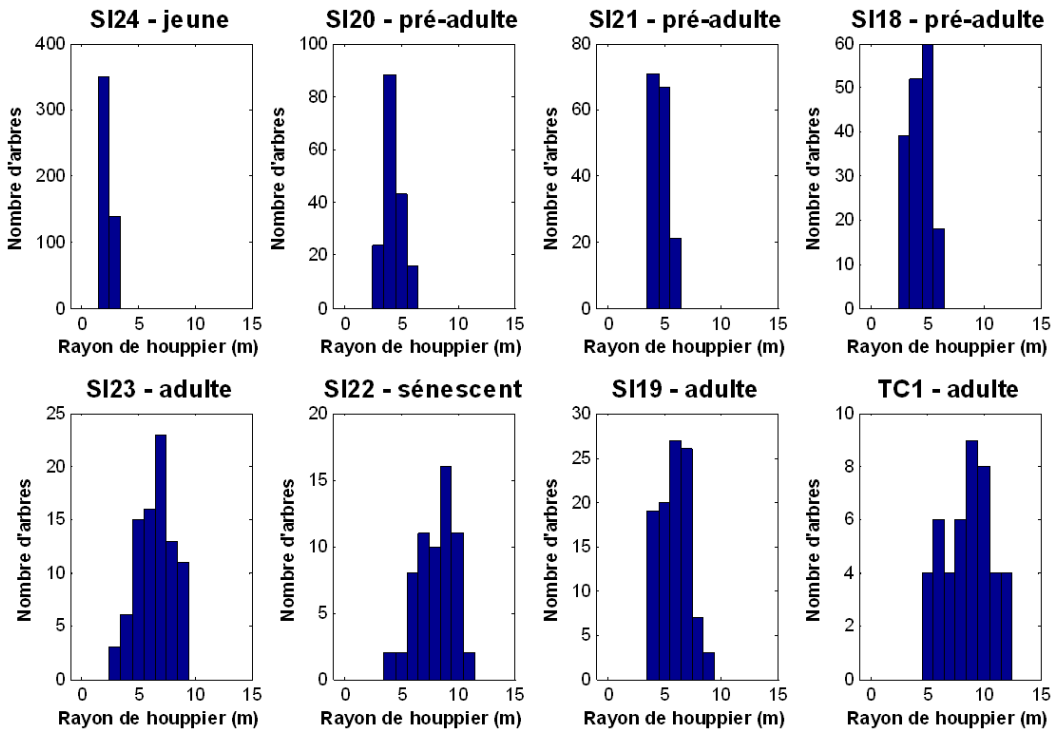 SI24 - jeune
SI20 - pré-adulte
SI21 - pré-adulte
SI18 - pré-adulte
400
300
200
100
0
Nombre d'arbres
0 5 10 15
Rayon de houppier (m)
100
80
60
40
20
0
Nombre d'arbres
0 5 10 15
Rayon de houppier (m)
80
60
40
20
0
Nombre d'arbres
0 5 10 15
Rayon de houppier (m)
60
50
40
30
20
10
0
Nombre d'arbres
0 5 10 15
Rayon de houppier (m)
SI23 - adulte
SI22 - sénescent
SI19 - adulte
TC1 - adulte
25
20
15
10
5
0
Nombre d'arbres
0 5 10 15
Rayon de houppier (m)
20
15
10
5
0
Nombre d'arbres
0 5 10 15
Rayon de houppier (m)
30
25
20
15
10
5
0
Nombre d'arbres
0 5 10 15
Rayon de houppier (m)
10
8
6
4
2
0
Nombre d'arbres
0 5 10 15
Rayon de houppier (m)